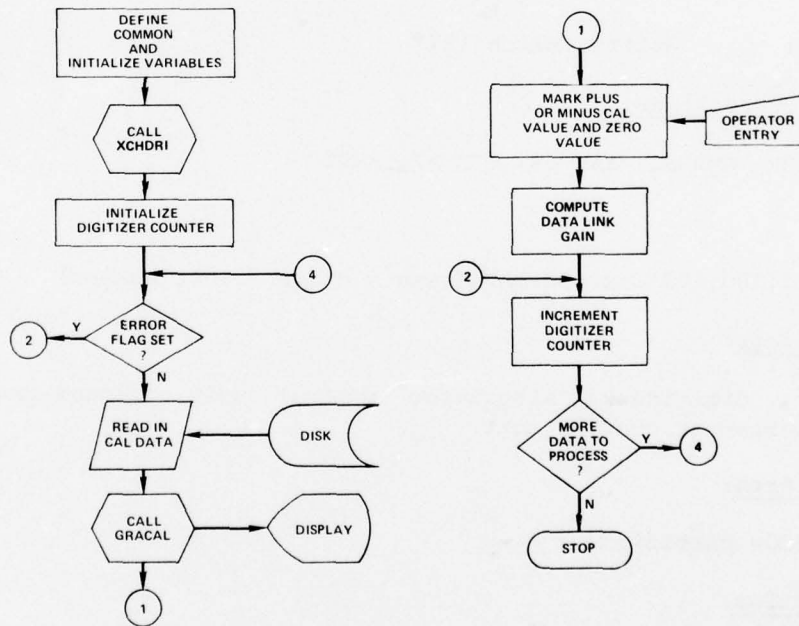 DEFINE
COMMON
AND
INITIALIZE VARIABLES
CALL
XCHDRI
INITIALIZE
DIGITIZER COUNTER
4
ERROR
FLAG SET
?
Y
2
N
READ IN
CAL DATA
DISK
CALL
GRACAL
DISPLAY
1
1
MARK PLUS
OR MINUS CAL
VALUE AND ZERO
VALUE
OPERATOR
ENTRY
COMPUTE
DATA LINK
GAIN
2
INCREMENT
DIGITIZER
COUNTER
MORE
DATA TO
PROCESS
?
Y
4
N
STOP